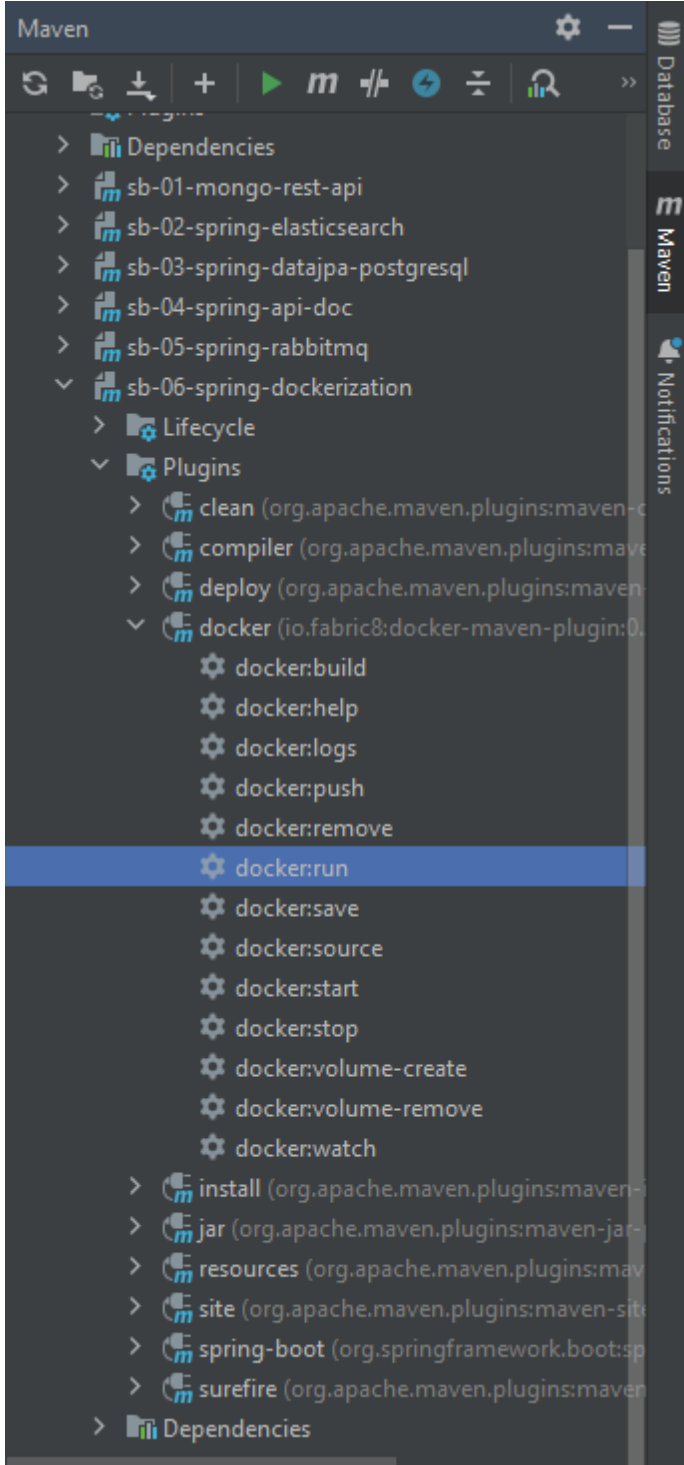 Maven
Dependencies
sb-01-mongo-rest-api
sb-02-spring-elasticsearch
sb-03-spring-datajpa-postgresql
sb-04-spring-api-doc
sb-05-spring-rabbitmq
sb-06-spring-dockerization
Lifecycle
Plugins
clean (org.apache.maven.plugins:maven-c
compiler (org.apache.maven.plugins:mave
deploy (org.apache.maven.plugins:maven-
docker (io.fabric8:docker-maven-plugin:0.
docker:build
docker:help
docker:logs
docker:push
docker:remove
docker:run
docker:save
docker:source
docker:start
docker:stop
docker:volume-create
docker:volume-remove
docker:watch
install (org.apache.maven.plugins:maven-i
jar (org.apache.maven.plugins:maven-jar-
resources (org.apache.maven.plugins:mav
site (org.apache.maven.plugins:maven-site
spring-boot (org.springframework.boot:sp
surefire (org.apache.maven.plugins:maven
Dependencies
Database
m Maven
Notifications